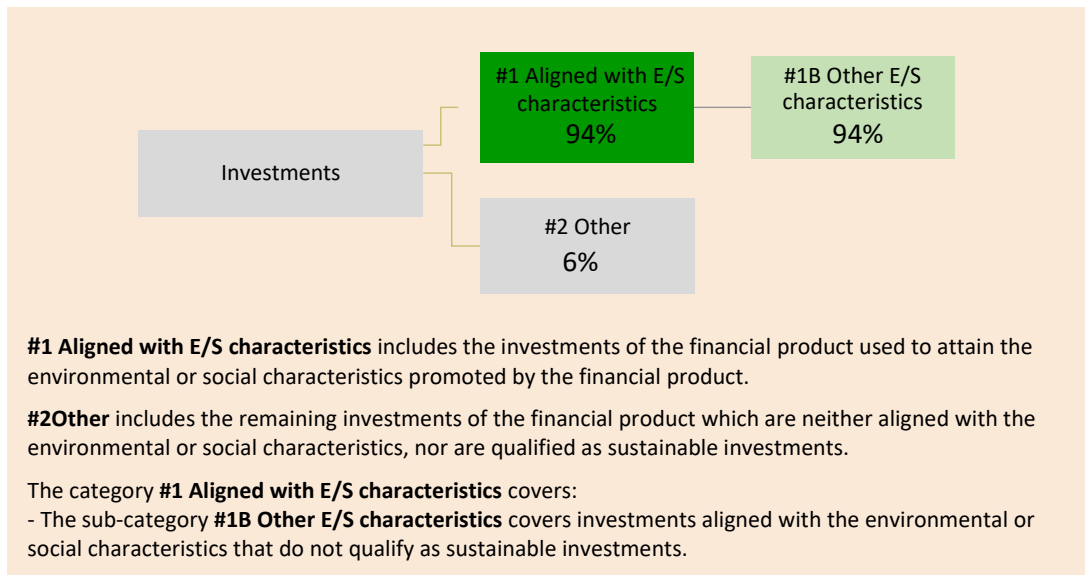 #1 Aligned with E/S
characteristics
94%
#1B Other E/S
characteristics
94%
Investments
#2 Other
6%
#1 Aligned with E/S characteristics includes the investments of the financial product used to attain the
environmental or social characteristics promoted by the financial product.
#2Other includes the remaining investments of the financial product which are neither aligned with the
environmental or social characteristics, nor are qualified as sustainable investments.
The category #1 Aligned with E/S characteristics covers:
- The sub-category #1B Other E/S characteristics covers investments aligned with the environmental or
social characteristics that do not qualify as sustainable investments.